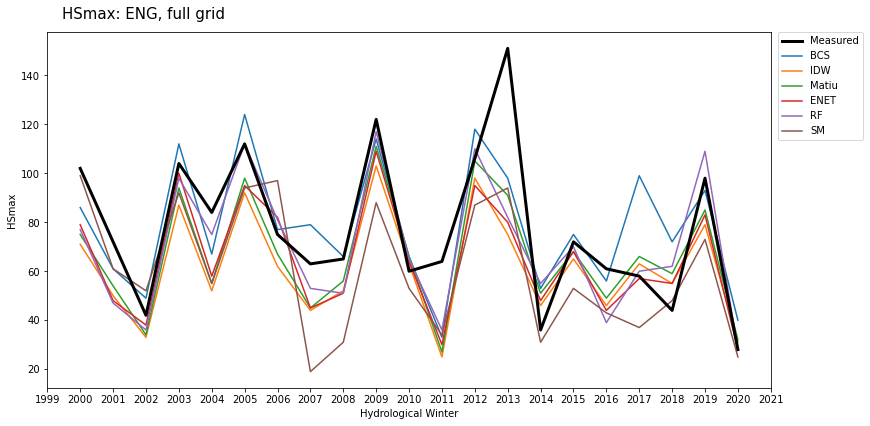 HSmax: ENG, full grid
Measured
BCS
IDW
Matiu
ENET
RF
SM
HSmax
140
120
100
80
60
40
20
1999 2000 2001 2002 2003 2004 2005 2006 2007 2008 2009 2010 2011 2012 2013 2014 2015 2016 2017 2018 2019 2020 2021
Hydrological Winter